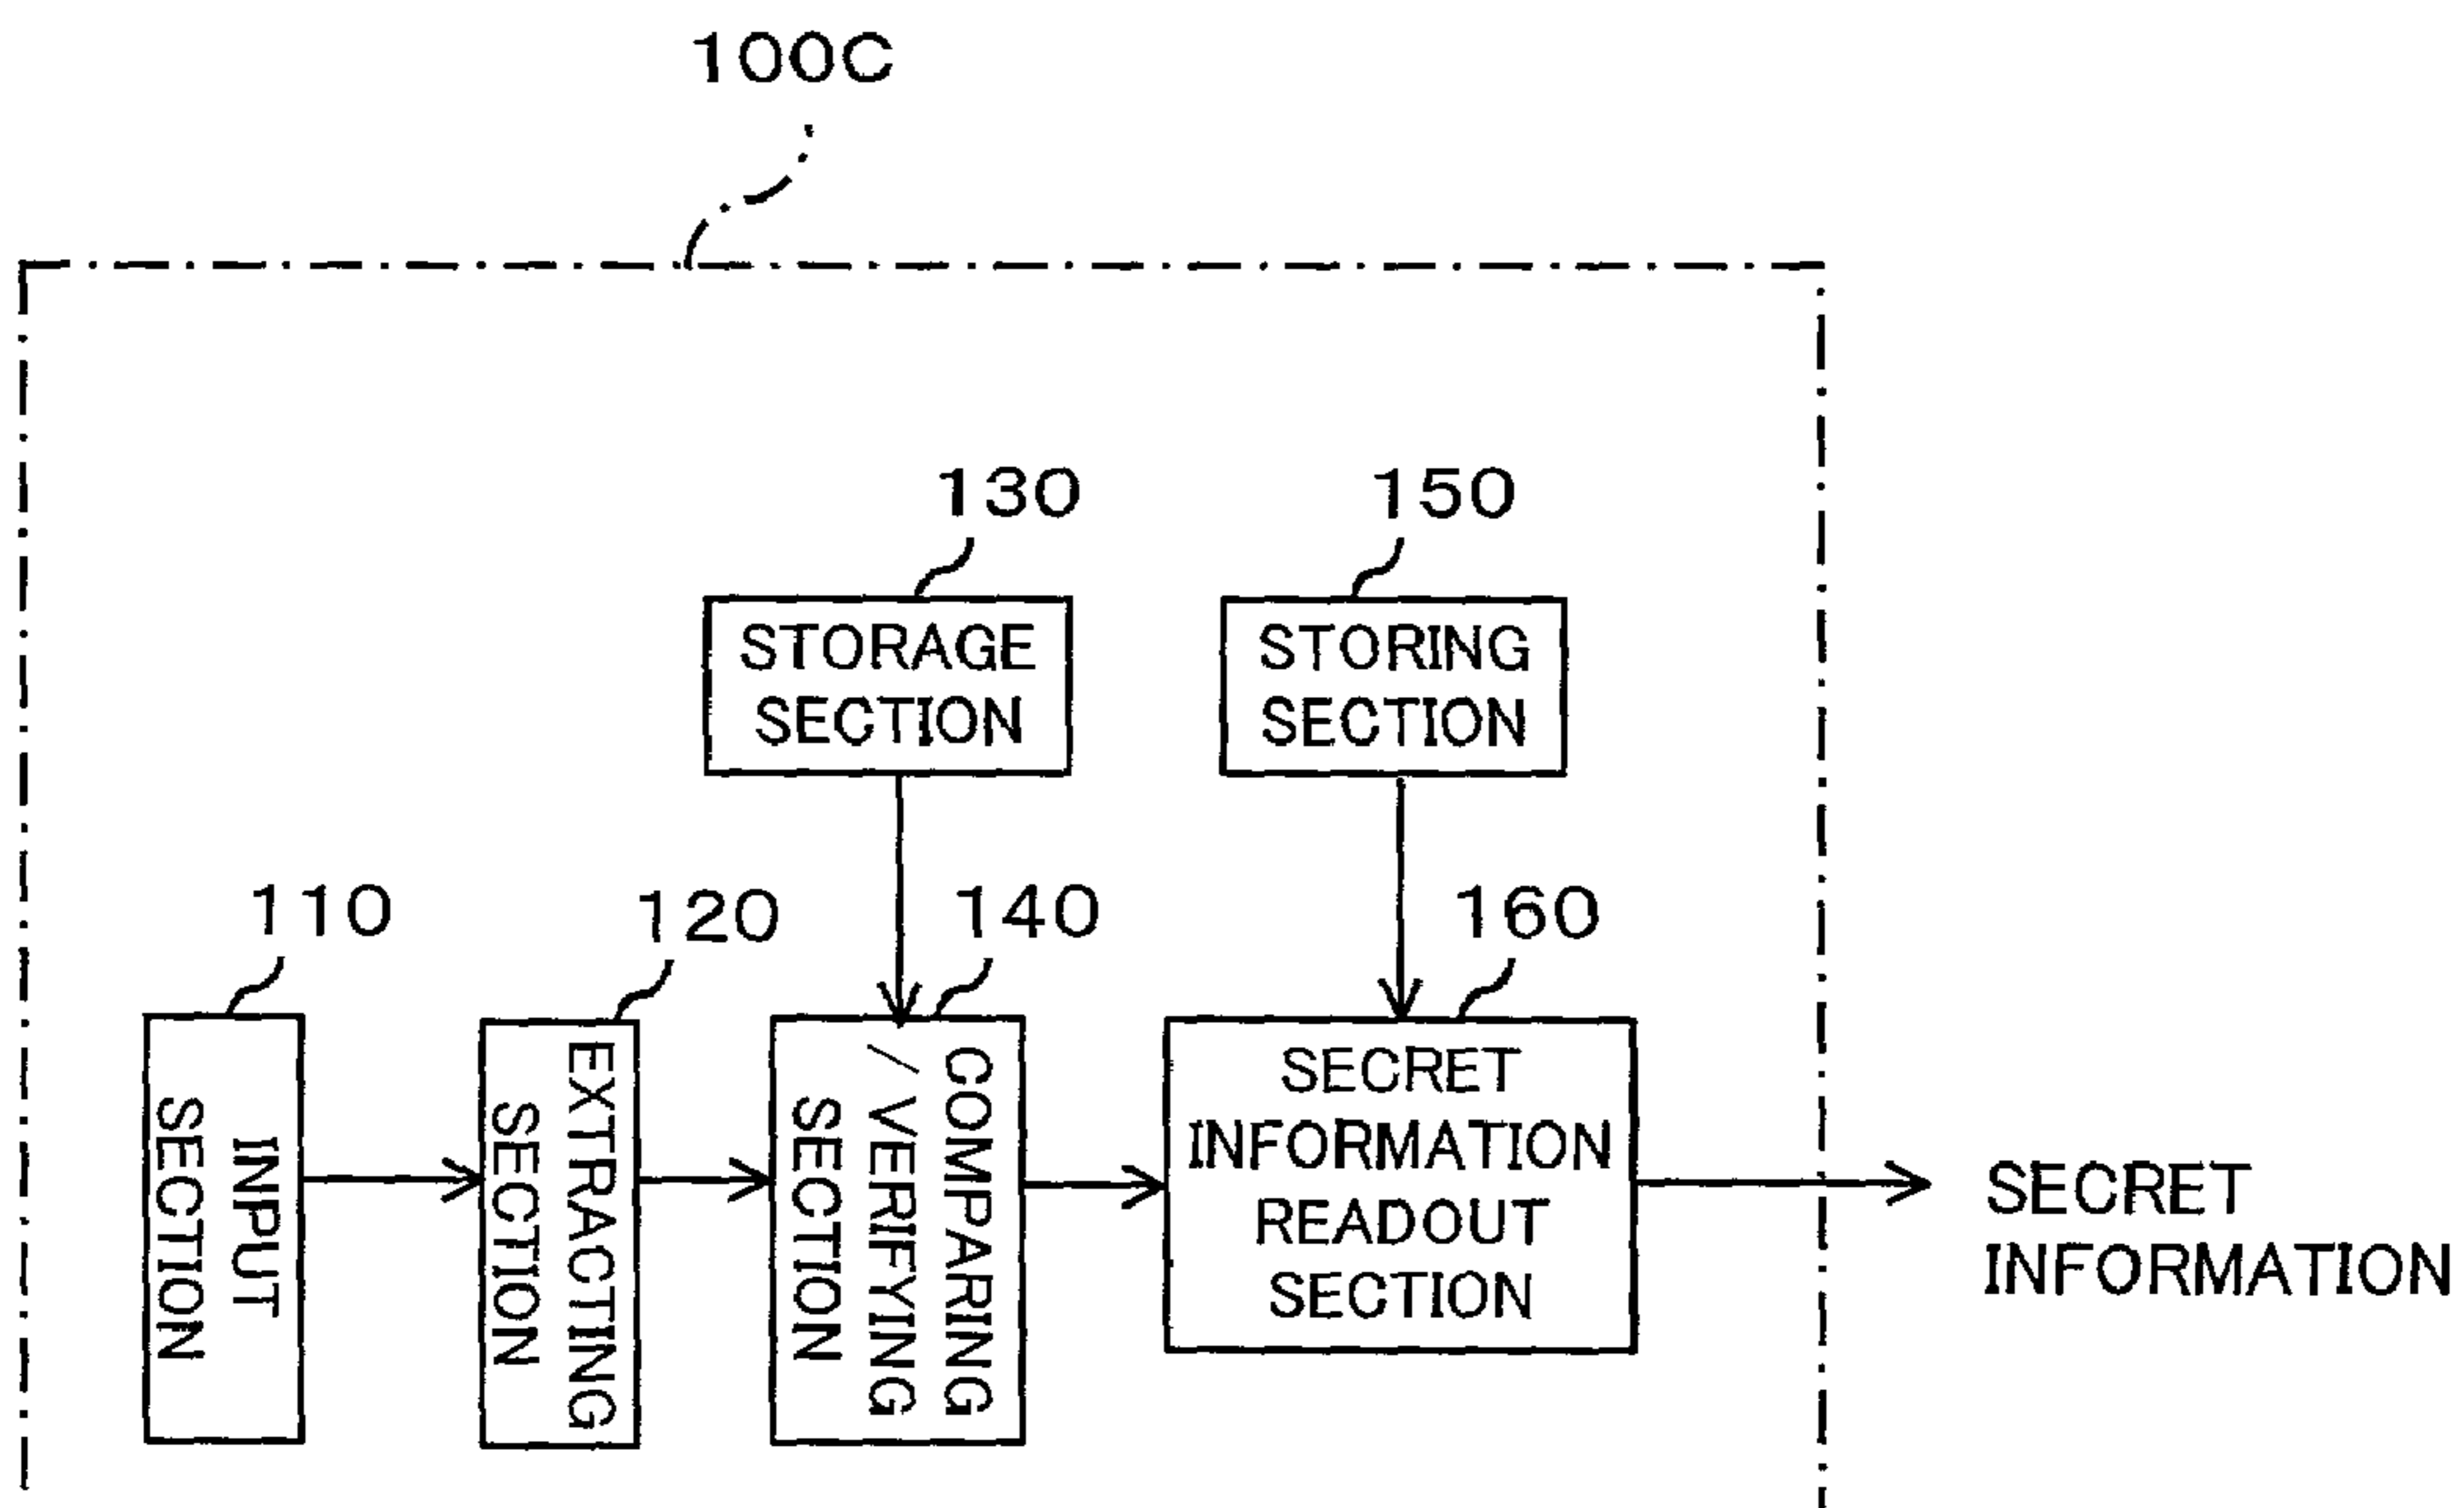 100C
130
150
STORAGE
SECTION
STORING
SECTION
110
120
140
160
INPUT
SECTION
EXTRACTING
SECTION
COMPARING
/VERIFYING
SECTION
SECRET
INFORMATION
READOUT
SECTION
SECRET
INFORMATION